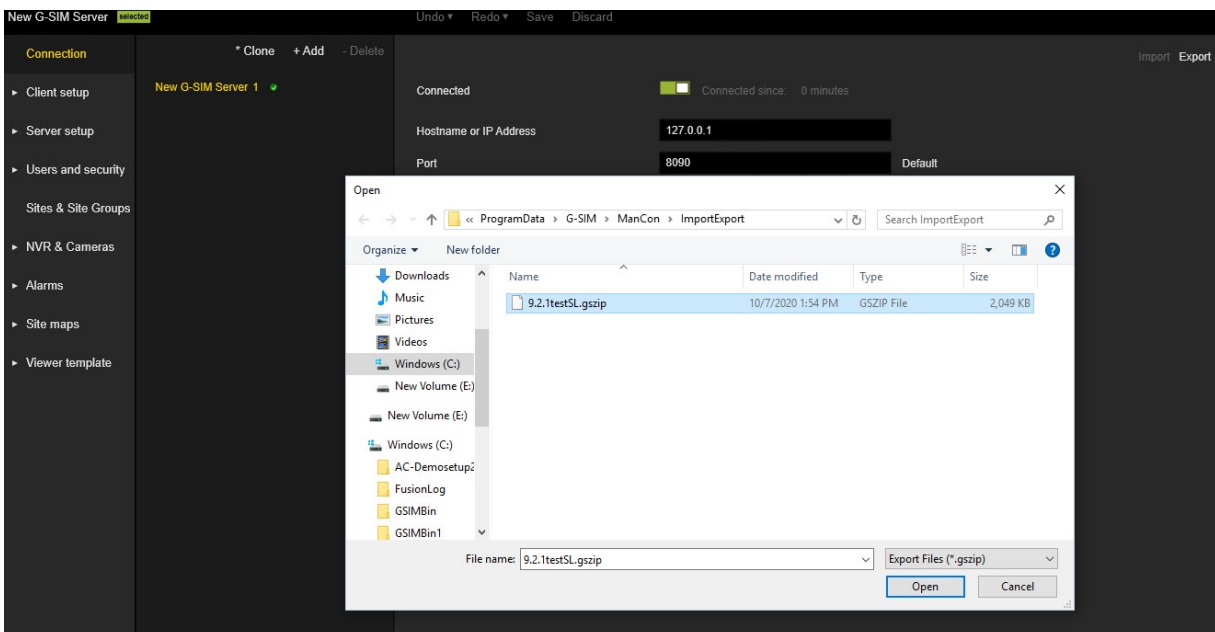 New G-SIM Server selected Undo ▾ Redo ▾ Save Discard
Connection * Clone + Add - Delete Import Export
Client setup New G-SIM Server 1 Connected Connected since: 0 minutes
Server setup Hostname or IP Address 127.0.0.1
Users and security Port 8090 Default
Sites & Site Groups
NVR & Cameras
Alarms
Site maps
Viewer template
Open
« ProgramData > G-SIM > ManCon > ImportExport Search ImportExport
Organize ▾ New folder
Downloads Name Date modified Type Size
Music 9.2.1testSL.gszip 10/7/2020 1:54 PM GSZIP File 2,049 KB
Pictures
Videos
Windows (C:)
New Volume (E:)
New Volume (E:)
Windows (C:)
AC-Demosetup2
FusionLog
GSIMBin
GSIMBin1
File name: 9.2.1testSL.gszip Export Files (*.gszip)
Open Cancel